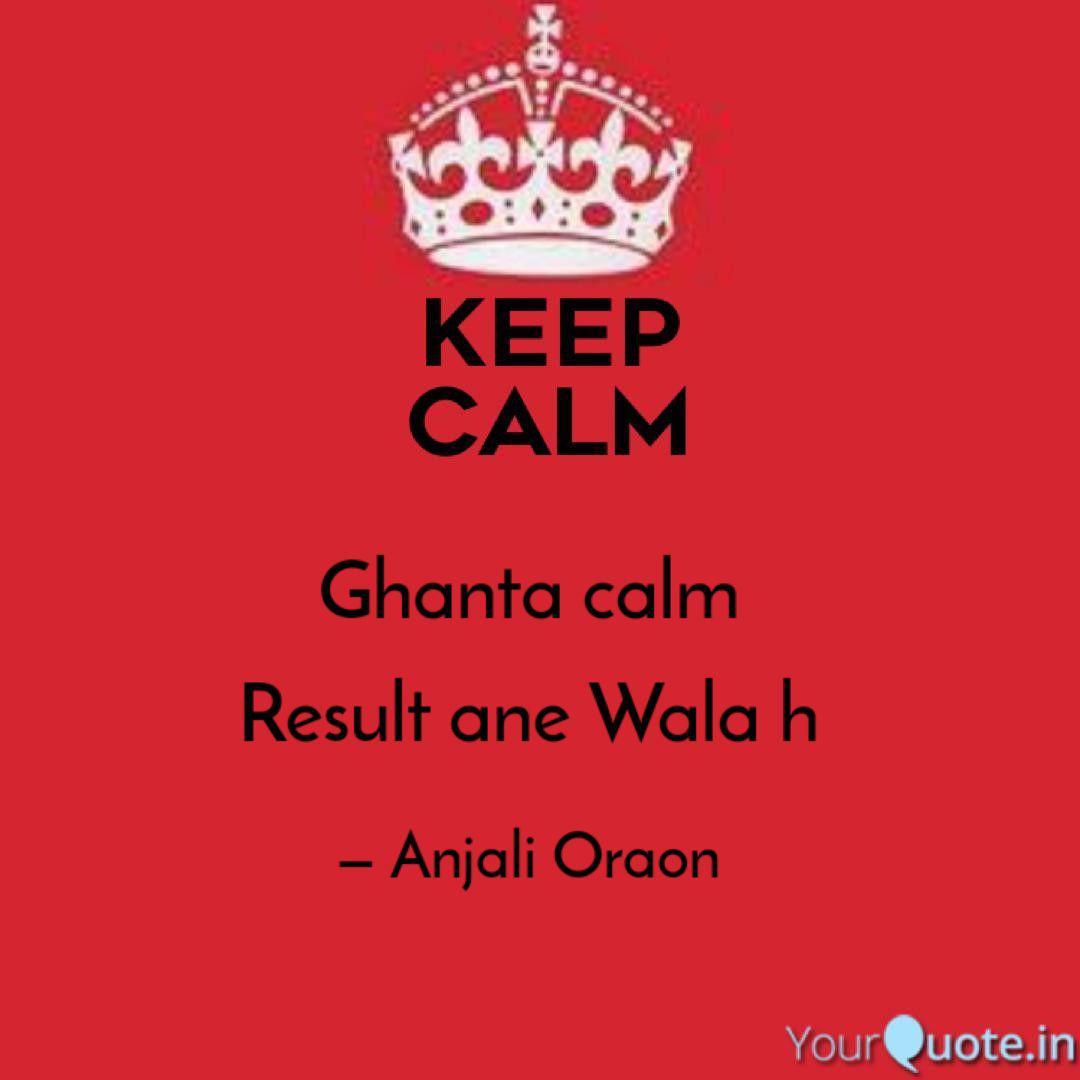 KEEP
CALM
Ghanta calm
Result ane Wala h
– Anjali Oraon
YourQuote.in